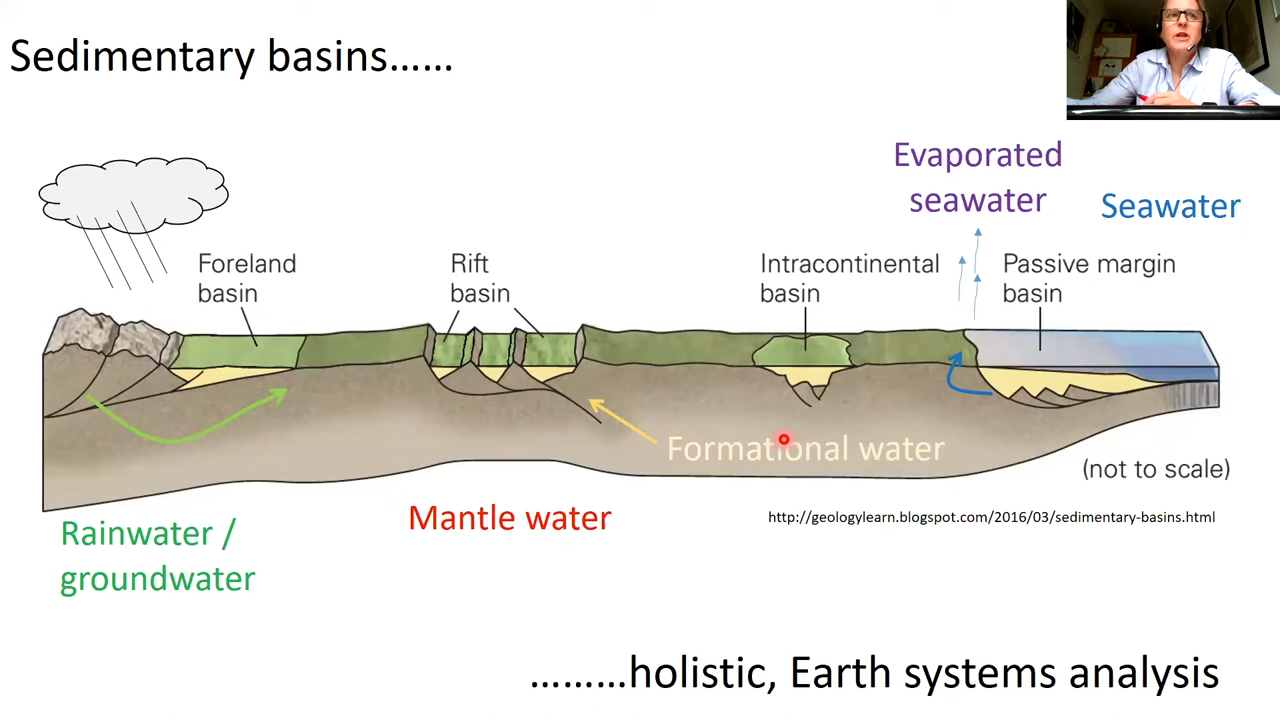 Sedimentary basins......
Evaporated
seawater
Seawater
Foreland
basin
Rift
basin
Intracontinental
basin
Passive margin
basin
Formational water
(not to scale)
Mantle water
http://geologylearn.blogspot.com/2016/03/sedimentary-basins.html
Rainwater /
groundwater
.........holistic, Earth systems analysis